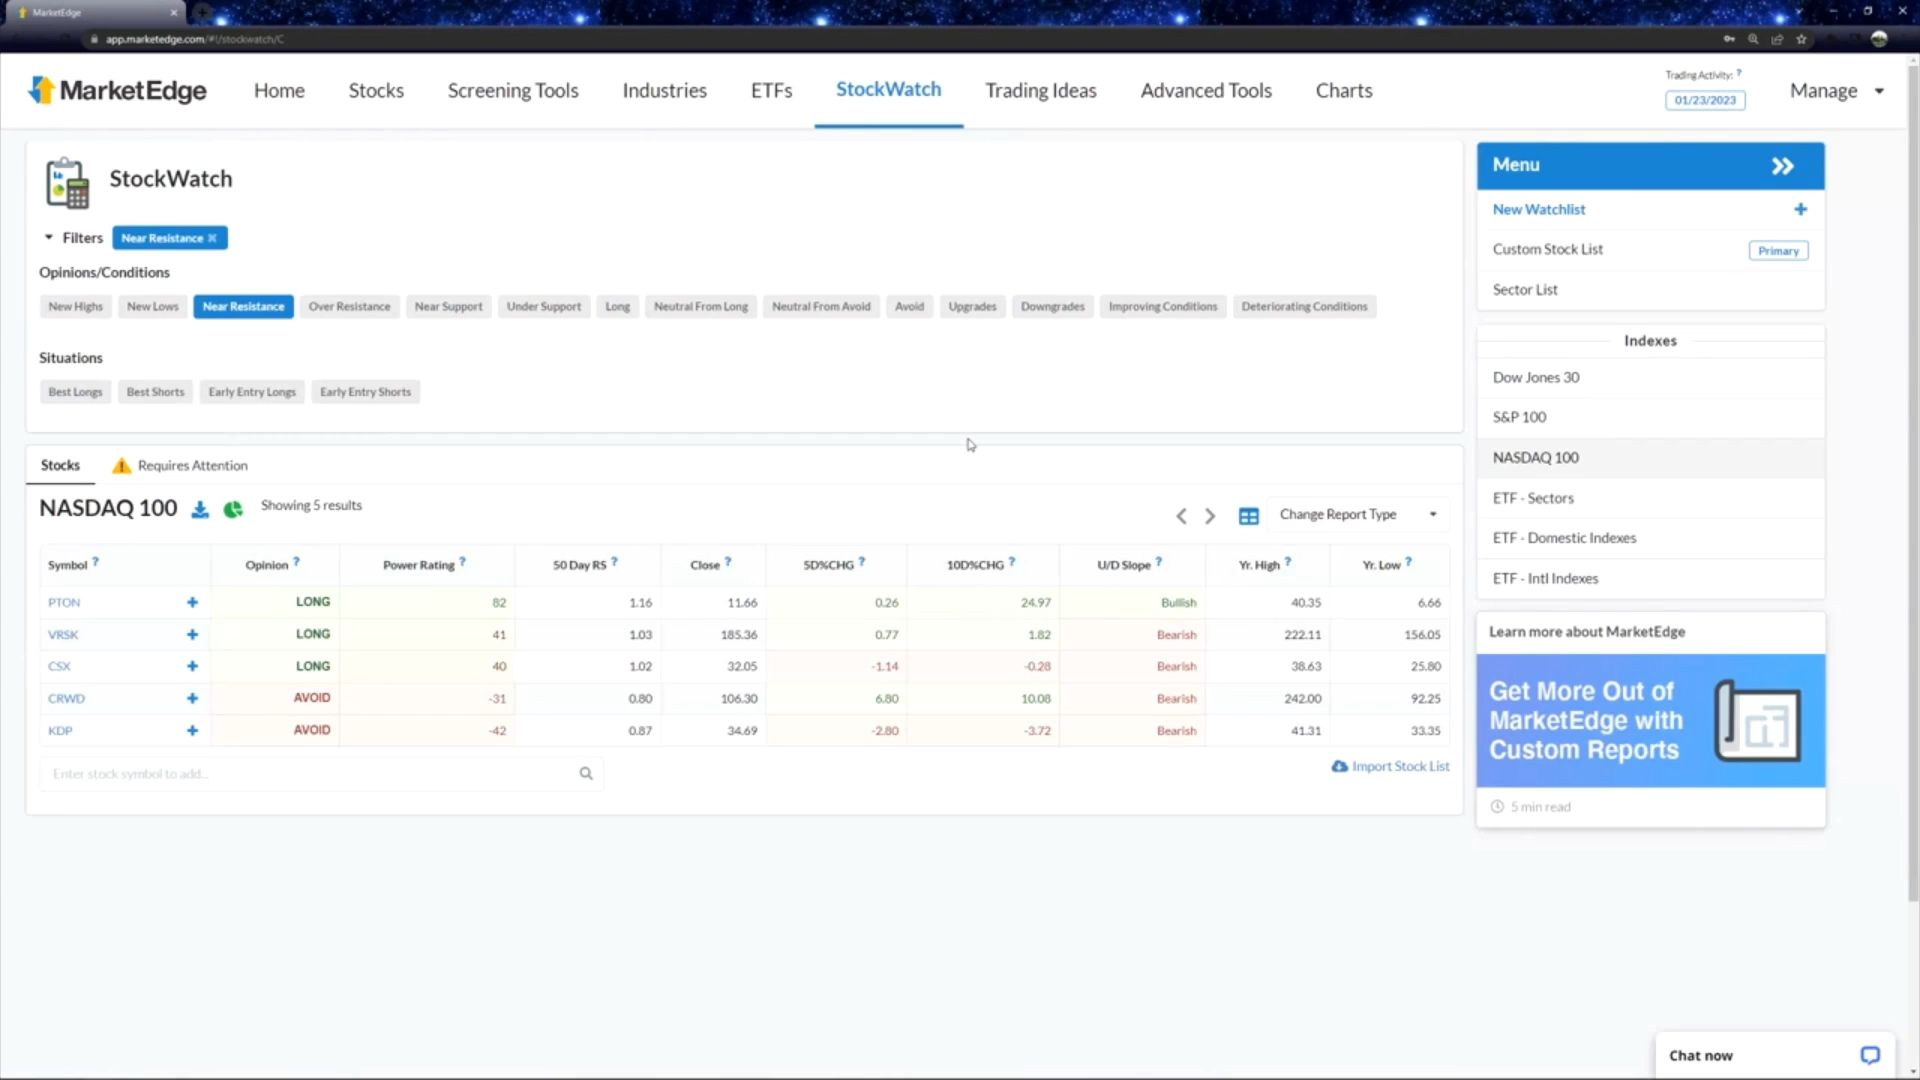 MarketEdge
app.marketedge.com/#!/stockwatch/C
MarketEdge
Home
Stocks
Screening Tools
Industries
ETFs
StockWatch
Trading Ideas
Advanced Tools
Charts
Trading Activity: ?
01/23/2023
Manage
StockWatch
Filters
Near Resistance ×
Opinions/Conditions
New Highs
New Lows
Near Resistance
Over Resistance
Near Support
Under Support
Long
Neutral From Long
Neutral From Avoid
Avoid
Upgrades
Downgrades
Improving Conditions
Deteriorating Conditions
Situations
Best Longs
Best Shorts
Early Entry Longs
Early Entry Shorts
Stocks
Requires Attention
NASDAQ 100
Showing 5 results
Change Report Type
Symbol ? Opinion ? Power Rating ? 50 Day RS ? Close ? 5D%CHG ? 10D%CHG ? U/D Slope ? Yr. High ? Yr. Low ?
PTON + LONG 82 1.16 11.66 0.26 24.97 Bullish 40.35 6.66
VRSK + LONG 41 1.03 185.36 0.77 1.82 Bearish 222.11 156.05
CSX + LONG 40 1.02 32.05 -1.14 -0.28 Bearish 38.63 25.80
CRWD + AVOID -31 0.80 106.30 6.80 10.08 Bearish 242.00 92.25
KDP + AVOID -42 0.87 34.69 -2.80 -3.72 Bearish 41.31 33.35
Enter stock symbol to add...
Import Stock List
Menu
New Watchlist +
Custom Stock List
Primary
Sector List
Indexes
Dow Jones 30
S&P 100
NASDAQ 100
ETF - Sectors
ETF - Domestic Indexes
ETF - Intl Indexes
Learn more about MarketEdge
Get More Out of
MarketEdge with
Custom Reports
5 min read
Chat now